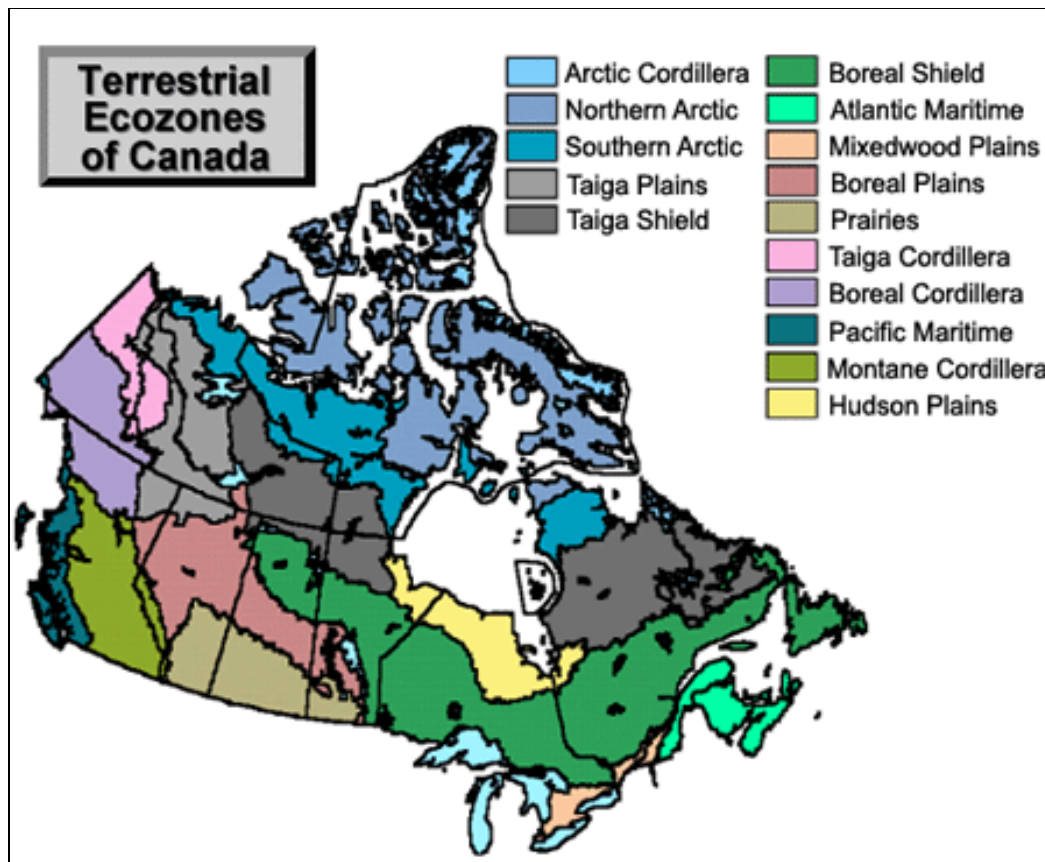 Terrestrial
Ecozones
of Canada
Arctic Cordillera
Northern Arctic
Southern Arctic
Taiga Plains
Taiga Shield
Boreal Shield
Atlantic Maritime
Mixedwood Plains
Boreal Plains
Prairies
Taiga Cordillera
Boreal Cordillera
Pacific Maritime
Montane Cordillera
Hudson Plains